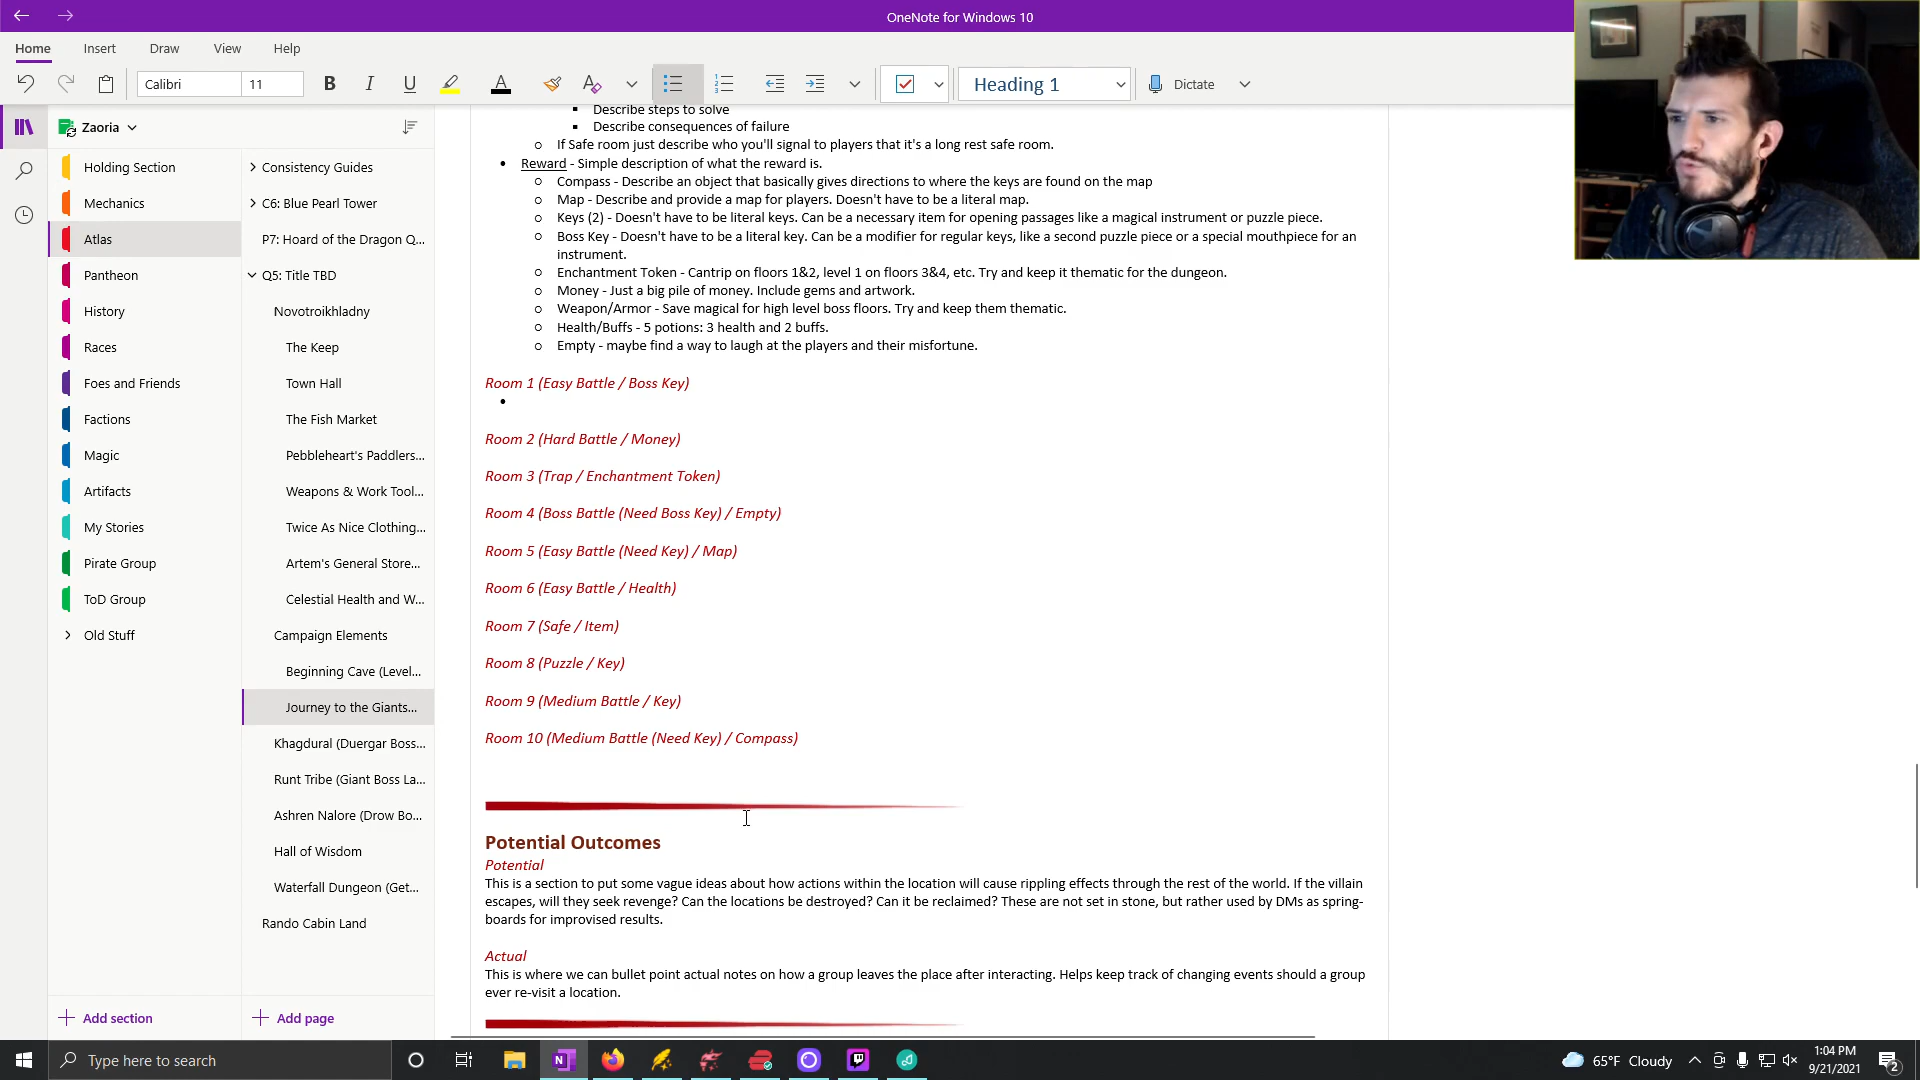 OneNote for Windows 10
Home
Insert
Draw
View
Help
Calibri
11
B
I
U
A
A
Heading 1
Dictate
Zaoria
Holding Section
Mechanics
Atlas
Pantheon
History
Races
Foes and Friends
Factions
Magic
Artifacts
My Stories
Pirate Group
ToD Group
Old Stuff
Add section
Consistency Guides
C6: Blue Pearl Tower
P7: Hoard of the Dragon Q...
Q5: Title TBD
Novotroikhladny
The Keep
Town Hall
The Fish Market
Pebbleheart's Paddlers...
Weapons & Work Tool...
Twice As Nice Clothing...
Artem's General Store...
Celestial Health and W...
Campaign Elements
Beginning Cave (Level...
Journey to the Giants...
Khagdural (Duergar Boss...
Runt Tribe (Giant Boss La...
Ashren Nalore (Drow Bo...
Hall of Wisdom
Waterfall Dungeon (Get...
Rando Cabin Land
Add page
Describe steps to solve
Describe consequences of failure
If Safe room just describe who you'll signal to players that it's a long rest safe room.
Reward - Simple description of what the reward is.
Compass - Describe an object that basically gives directions to where the keys are found on the map
Map - Describe and provide a map for players. Doesn't have to be a literal map.
Keys (2) - Doesn't have to be literal keys. Can be a necessary item for opening passages like a magical instrument or puzzle piece.
Boss Key - Doesn't have to be a literal key. Can be a modifier for regular keys, like a second puzzle piece or a special mouthpiece for an
instrument.
Enchantment Token - Cantrip on floors 1&2, level 1 on floors 3&4, etc. Try and keep it thematic for the dungeon.
Money - Just a big pile of money. Include gems and artwork.
Weapon/Armor - Save magical for high level boss floors. Try and keep them thematic.
Health/Buffs - 5 potions: 3 health and 2 buffs.
Empty - maybe find a way to laugh at the players and their misfortune.
Room 1 (Easy Battle / Boss Key)
Room 2 (Hard Battle / Money)
Room 3 (Trap / Enchantment Token)
Room 4 (Boss Battle (Need Boss Key) / Empty)
Room 5 (Easy Battle (Need Key) / Map)
Room 6 (Easy Battle / Health)
Room 7 (Safe / Item)
Room 8 (Puzzle / Key)
Room 9 (Medium Battle / Key)
Room 10 (Medium Battle (Need Key) / Compass)
Potential Outcomes
Potential
This is a section to put some vague ideas about how actions within the location will cause rippling effects through the rest of the world. If the villain
escapes, will they seek revenge? Can the locations be destroyed? Can it be reclaimed? These are not set in stone, but rather used by DMs as spring-
boards for improvised results.
Actual
This is where we can bullet point actual notes on how a group leaves the place after interacting. Helps keep track of changing events should a group
ever re-visit a location.
Type here to search
65°F Cloudy
1:04 PM
9/21/2021
2